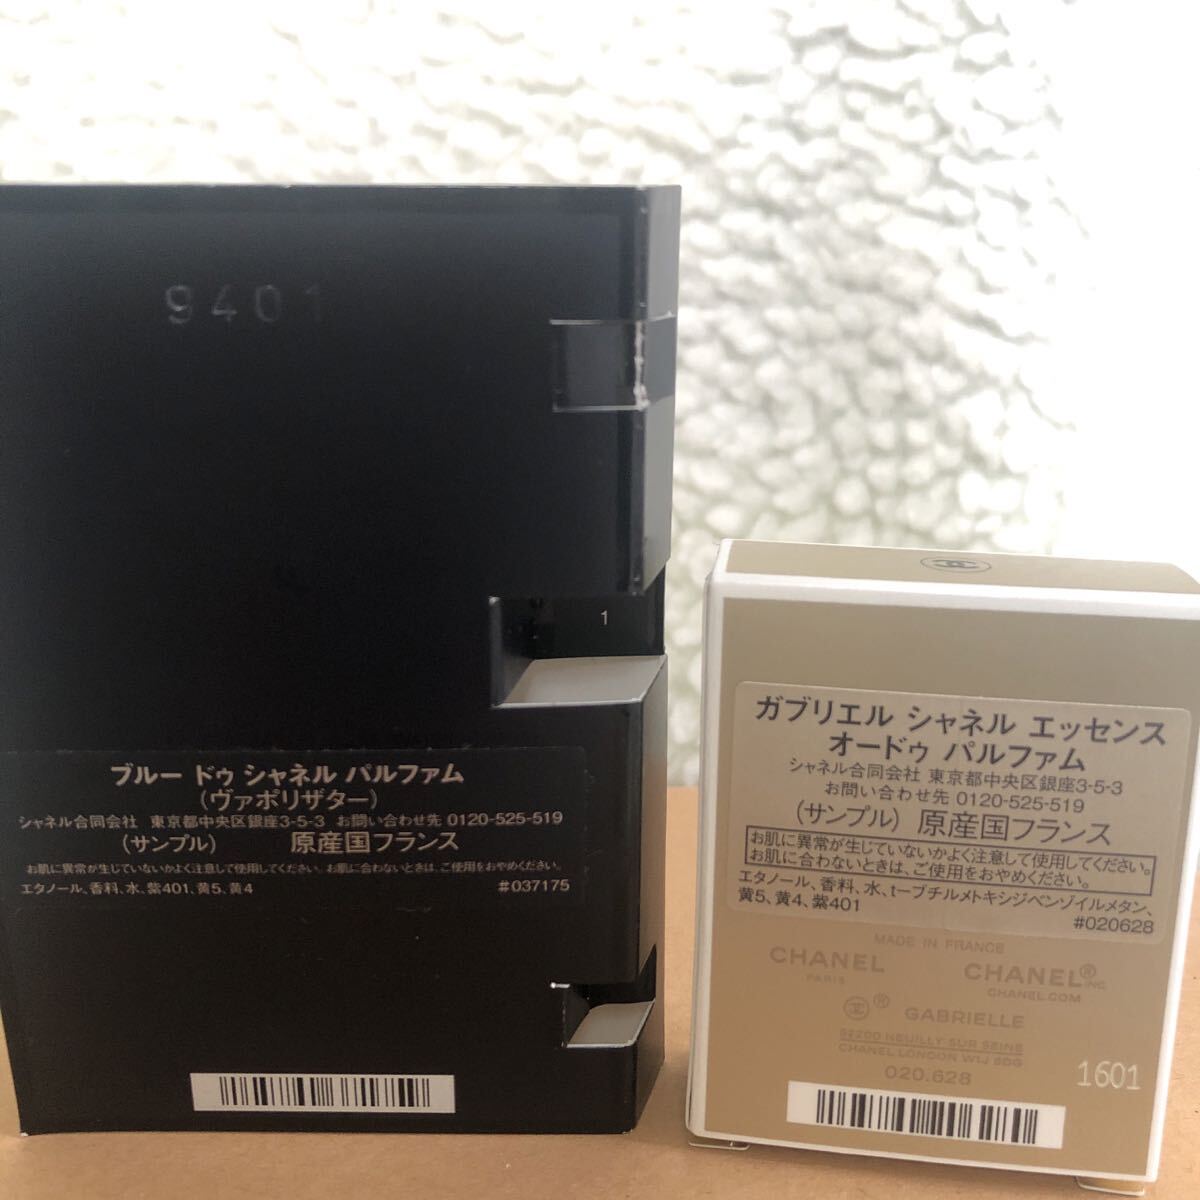 9401
1
ブルー ドゥ シャネル パルファム
(ヴァポリザター)
シャネル合同会社 東京都中央区銀座3-5-3 お問い合わせ先 0120-525-519
(サンプル) 原産国フランス
お肌に異常が生じていないかよく注意して使用してください。お肌に合わないときは、ご使用をおやめください。
エタノール、香料、水、紫401、黄5、黄4 #037175
ガブリエル シャネル エッセンス
オードゥ パルファム
シャネル合同会社 東京都中央区銀座3-5-3
お問い合わせ先 0120-525-519
(サンプル) 原産国フランス
お肌に異常が生じていないかよく注意して使用してください。
お肌に合わないときは、ご使用をおやめください。
エタノール、香料、水、t-ブチルメトキシジベンゾイルメタン、
黄5、黄4、紫401
#020628
MADE IN FRANCE
CHANEL CHANEL® INC
PARIS CHANEL.COM
® GABRIELLE
92200 NEUILLY SUR SEINE
CHANEL LONDON W1J 6DG
020.628
1601